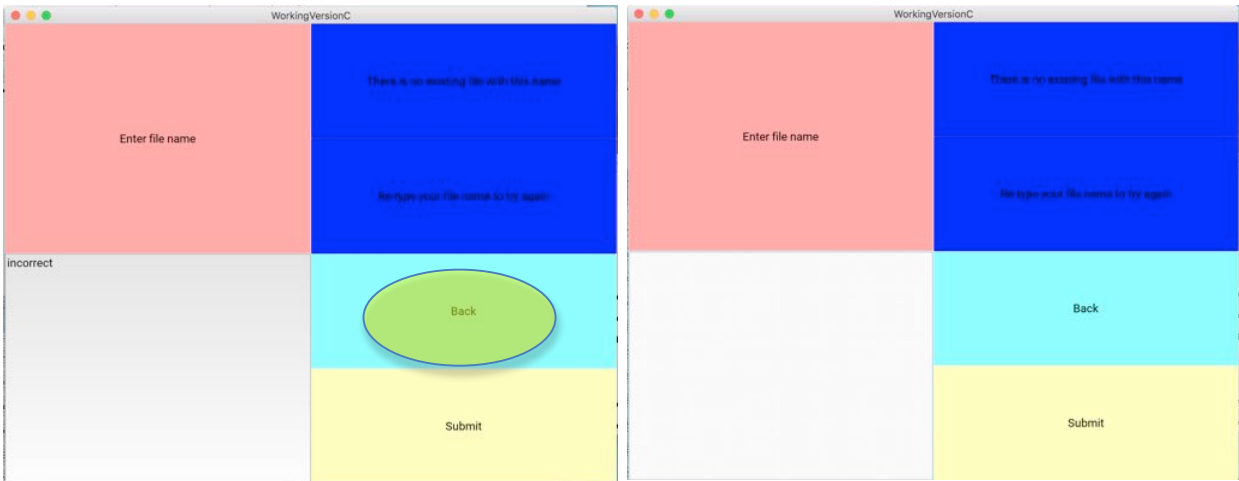 WorkingVersionC
Enter file name
There is no existing file with this name
Re-type your file name to try again
incorrect
Back
Submit
WorkingVersionC
Enter file name
There is no existing file with this name
Re-type your file name to try again
Back
Submit